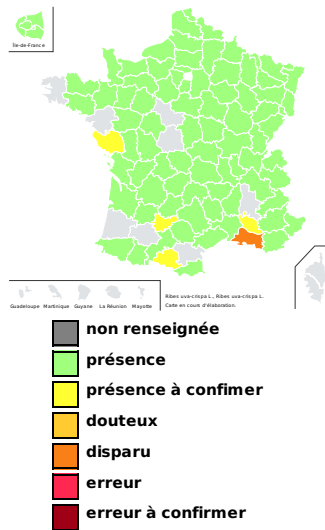 Île-de-France
Guadeloupe Martinique Guyane La Réunion Mayotte
Ribes uva-crispa L., Ribes uva-crispa L.
Carte en cours d'élaboration.
non renseignée
présence
présence à confimer
douteux
disparu
erreur
erreur à confirmer